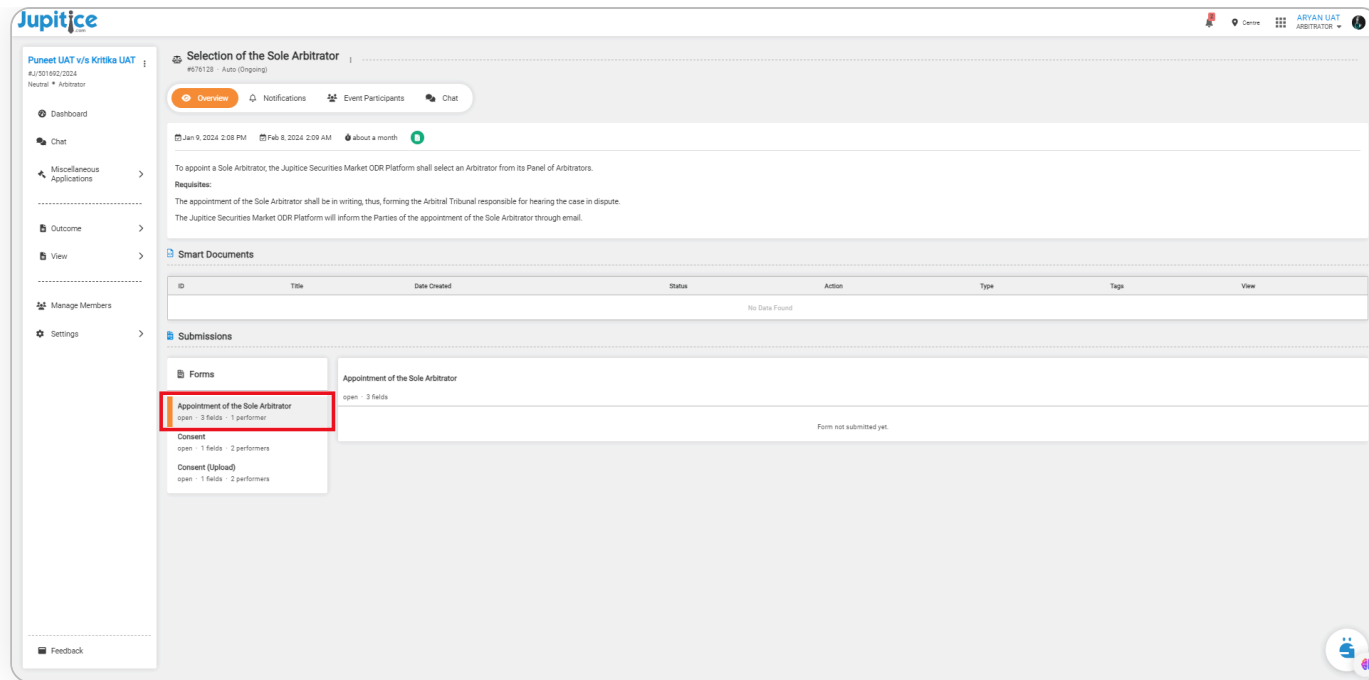 Jupitice
.com
Centre
ARYAN UAT
ARBITRATOR
Puneet UAT v/s Kritika UAT
#J/501692/2024
Neutral * Arbitrator
Dashboard
Chat
Miscellaneous
Applications
Outcome
View
Manage Members
Settings
Feedback
Selection of the Sole Arbitrator
#676128 · Auto (Ongoing)
Overview
Notifications
Event Participants
Chat
Jan 9, 2024 2:08 PM Feb 8, 2024 2:09 AM about a month
To appoint a Sole Arbitrator, the Jupitice Securities Market ODR Platform shall select an Arbitrator from its Panel of Arbitrators.
Requisites:
The appointment of the Sole Arbitrator shall be in writing, thus, forming the Arbitral Tribunal responsible for hearing the case in dispute.
The Jupitice Securities Market ODR Platform will inform the Parties of the appointment of the Sole Arbitrator through email.
Smart Documents
ID Title Date Created Status Action Type Tags View
No Data Found
Submissions
Forms
Appointment of the Sole Arbitrator
open · 3 fields · 1 performer
Consent
open · 1 fields · 2 performers
Consent (Upload)
open · 1 fields · 2 performers
Appointment of the Sole Arbitrator
open · 3 fields
Form not submitted yet.